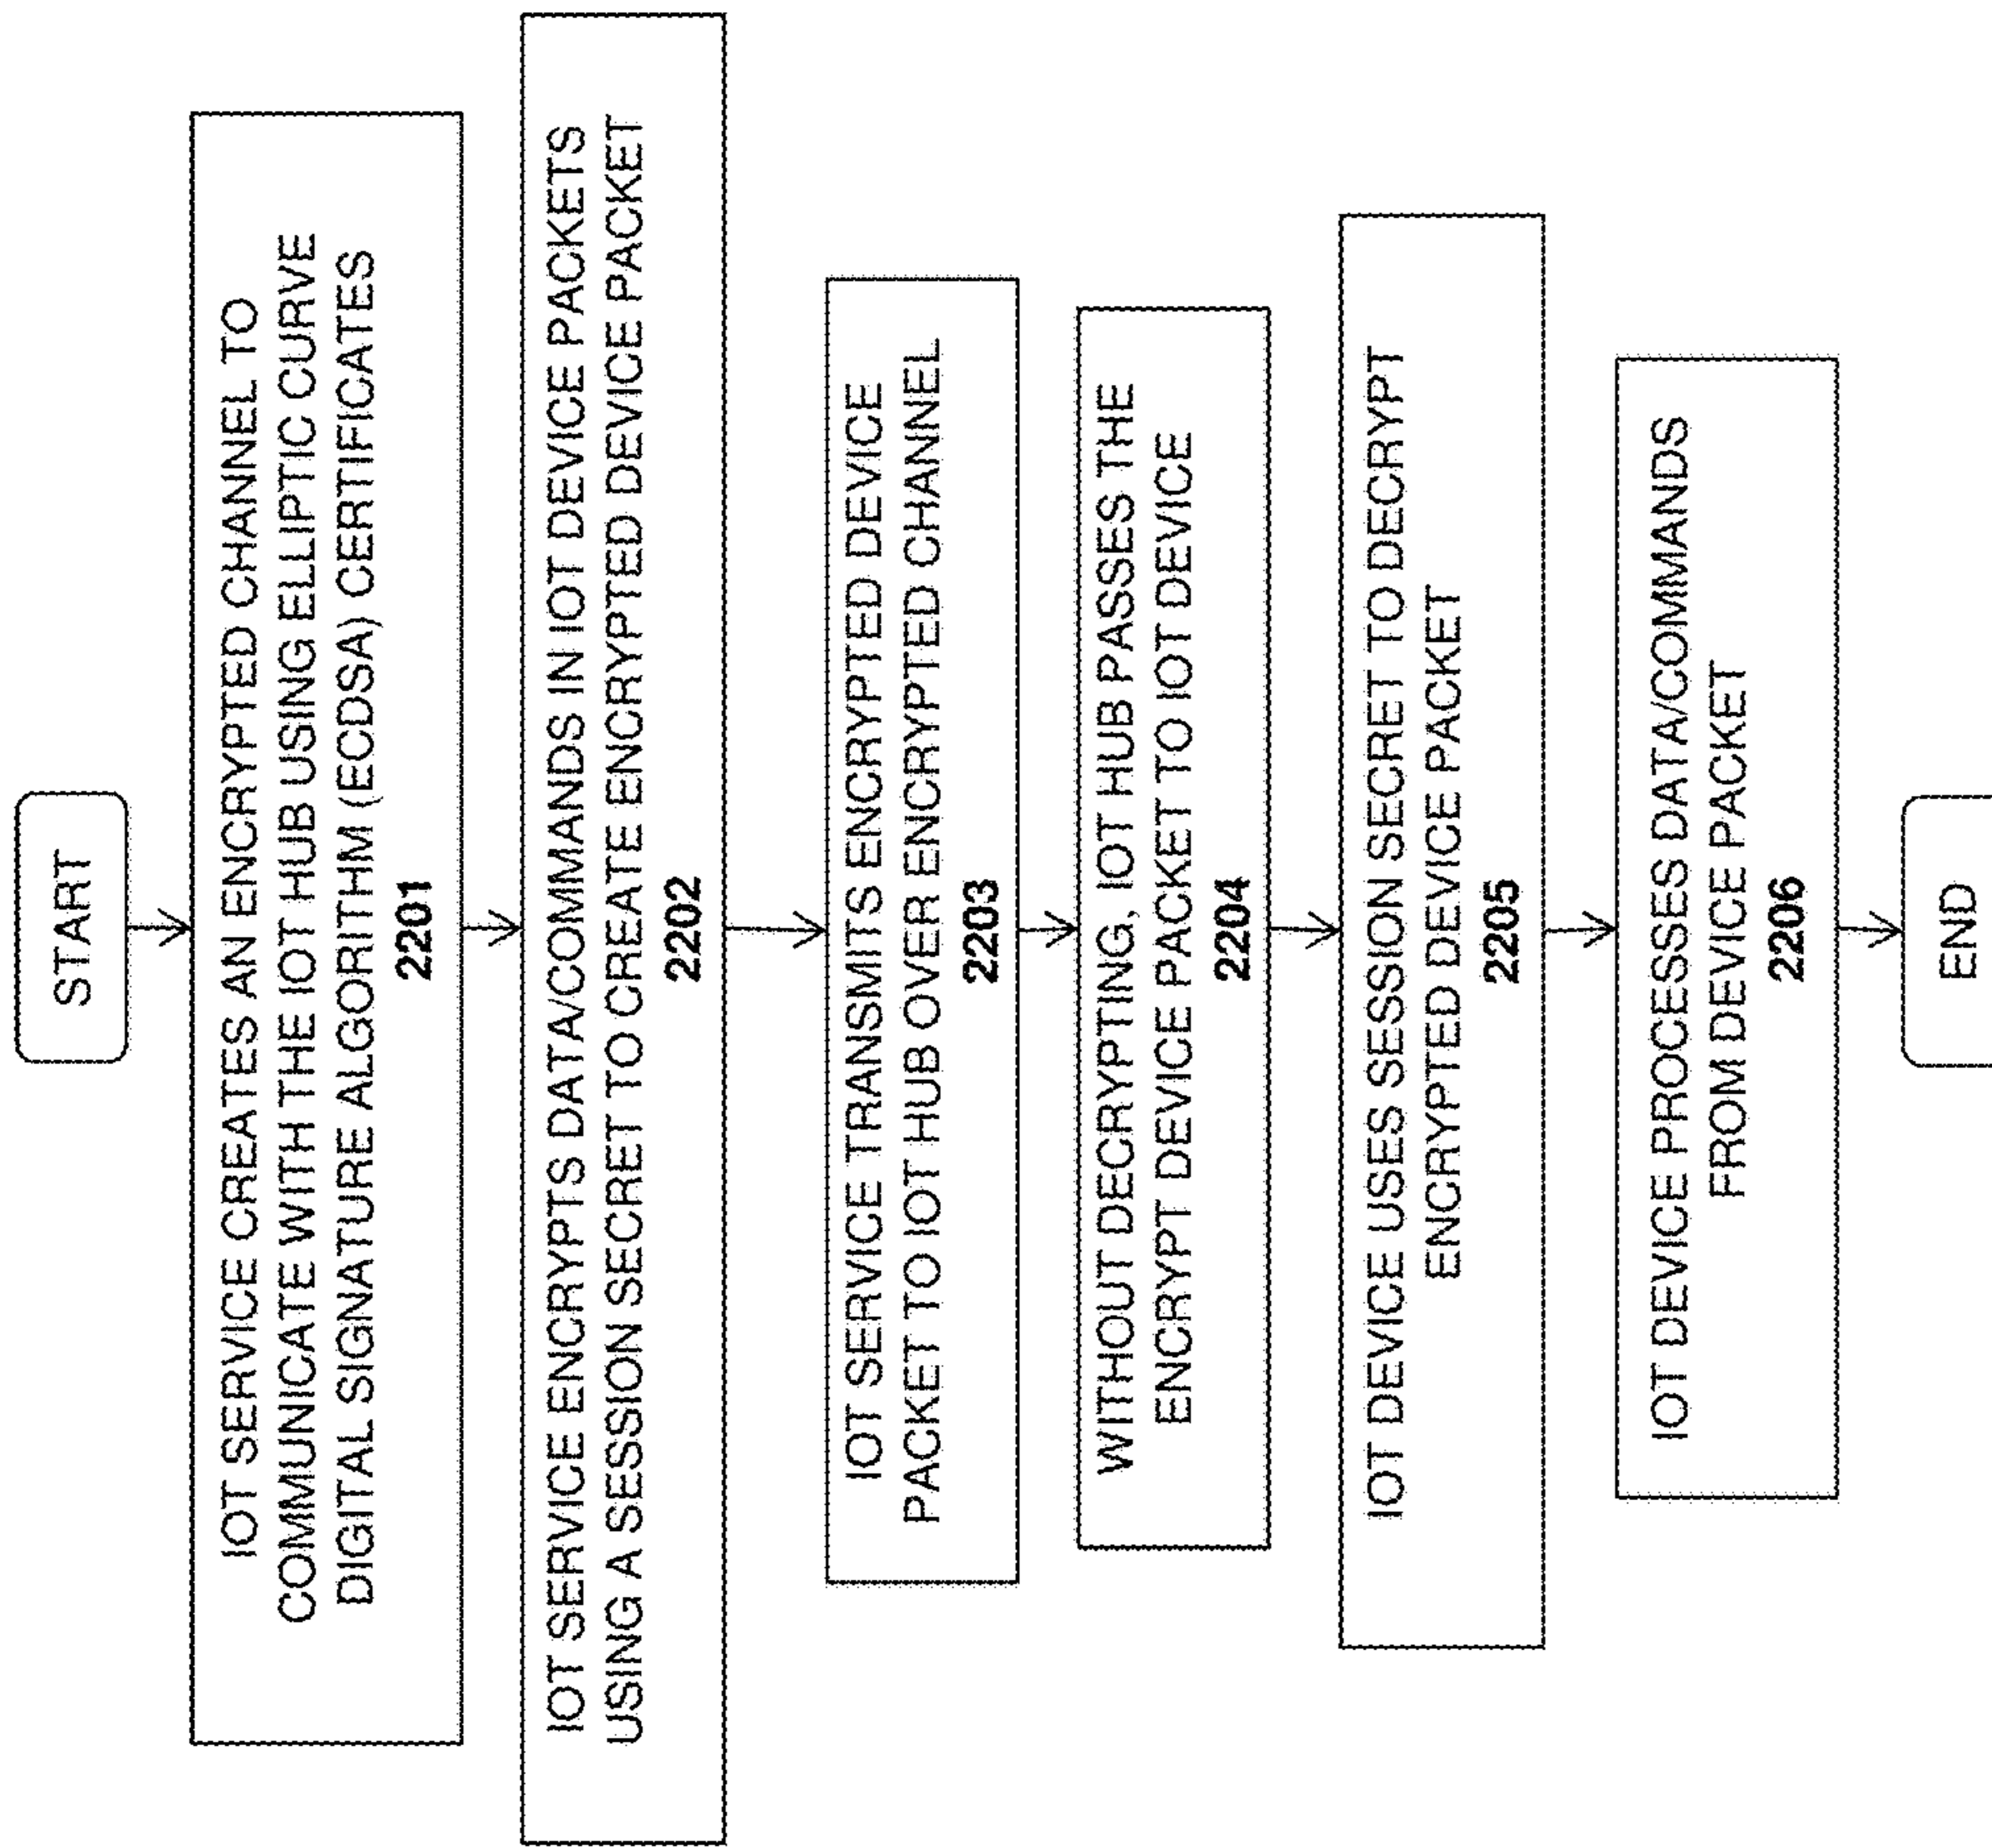 START
IOT SERVICE CREATES AN ENCRYPTED CHANNEL TO
COMMUNICATE WITH THE IOT HUB USING ELLIPTIC CURVE
DIGITAL SIGNATURE ALGORITHM (ECDSA) CERTIFICATES
2201
IOT SERVICE ENCRYPTS DATA/COMMANDS IN IOT DEVICE PACKETS
USING A SESSION SECRET TO CREATE ENCRYPTED DEVICE PACKET
2202
IOT SERVICE TRANSMITS ENCRYPTED DEVICE
PACKET TO IOT HUB OVER ENCRYPTED CHANNEL
2203
WITHOUT DECRYPTING, IOT HUB PASSES THE
ENCRYPT DEVICE PACKET TO IOT DEVICE
2204
IOT DEVICE USES SESSION SECRET TO DECRYPT
ENCRYPTED DEVICE PACKET
2205
IOT DEVICE PROCESSES DATA/COMMANDS
FROM DEVICE PACKET
2206
END